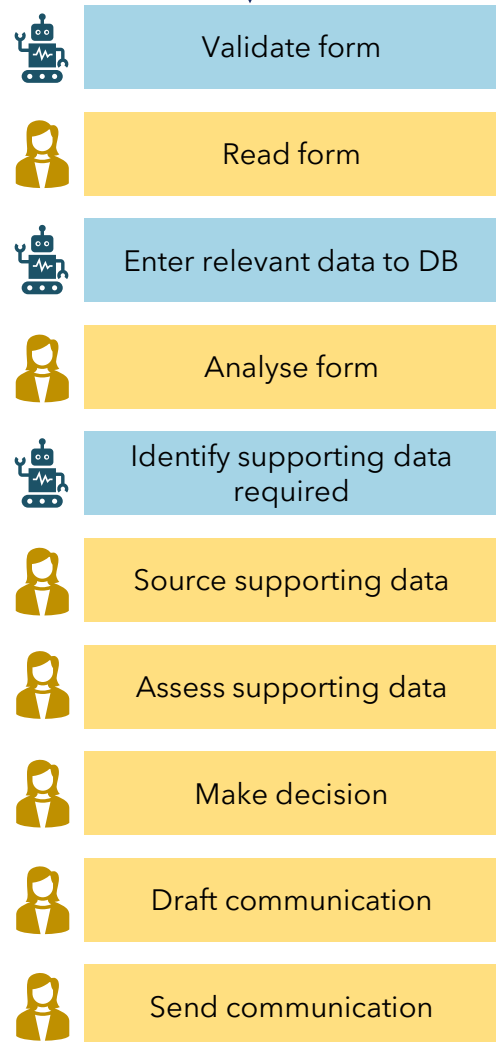 Validate form
Read form
Enter relevant data to DB
Analyse form
Identify supporting data
required
Source supporting data
Assess supporting data
Make decision
Draft communication
Send communication